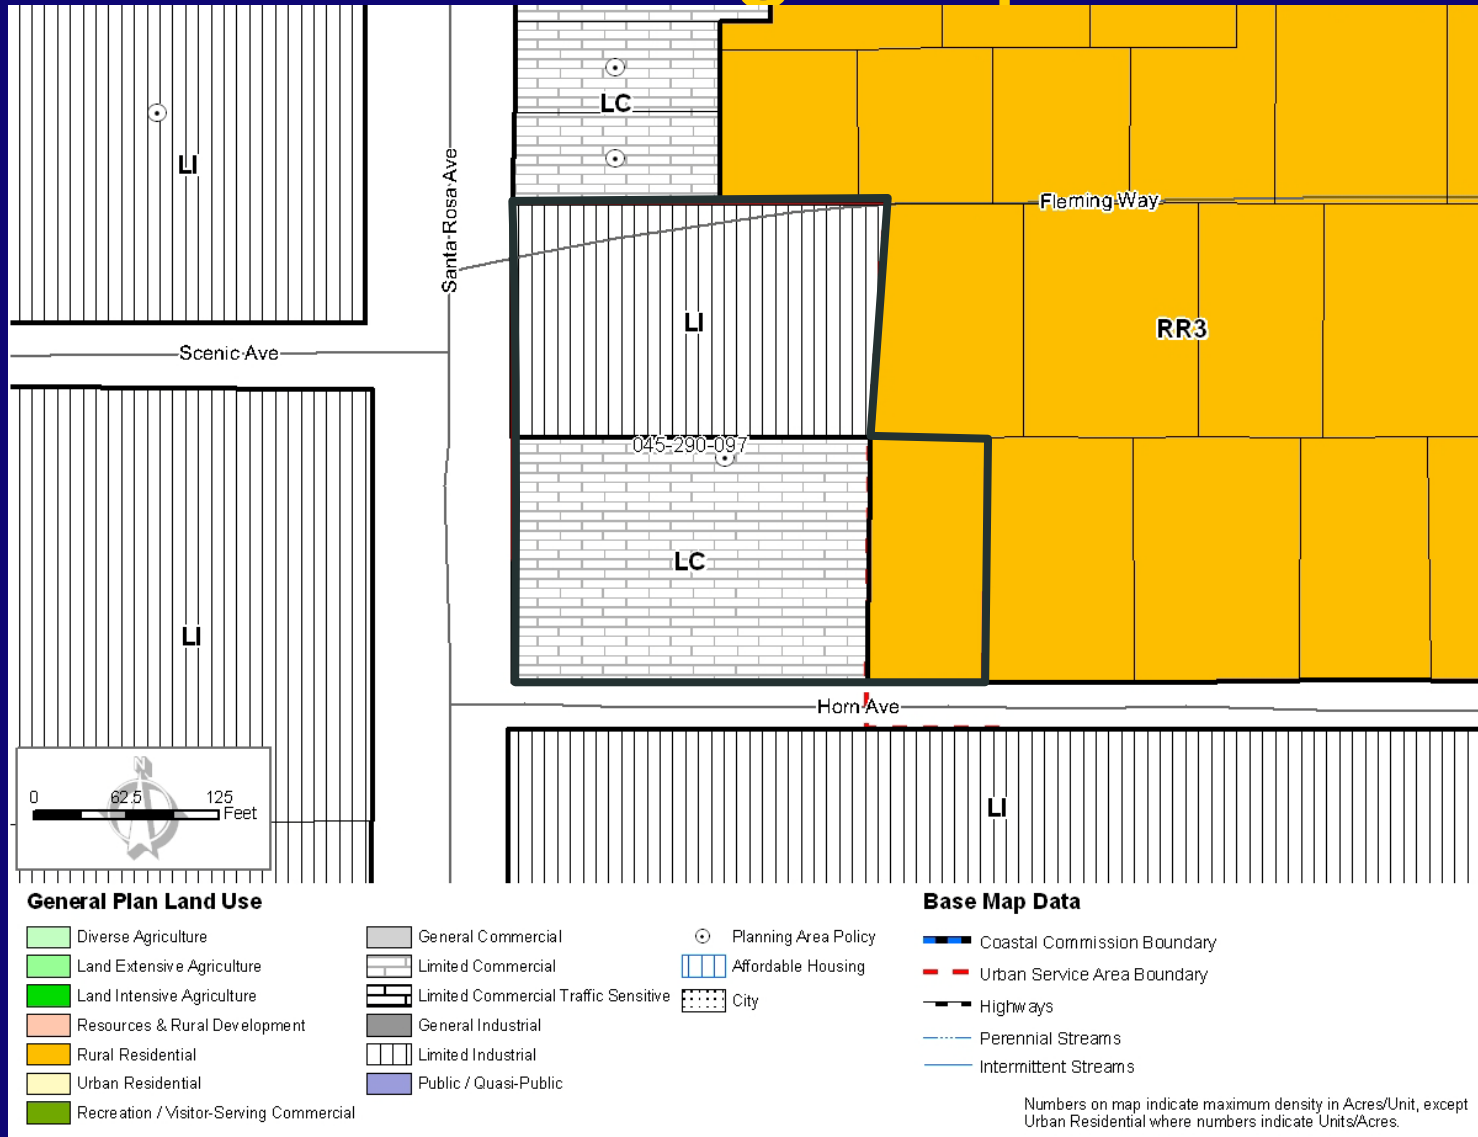 LC
LI
Santa Rosa Ave
Fleming Way
LI
RR3
Scenic Ave
045-290-097
LC
LI
Horn Ave
N
0 62.5 125
Feet
LI
General Plan Land Use
Diverse Agriculture
Land Extensive Agriculture
Land Intensive Agriculture
Resources & Rural Development
Rural Residential
Urban Residential
Recreation / Visitor-Serving Commercial
General Commercial
Limited Commercial
Limited Commercial Traffic Sensitive
General Industrial
Limited Industrial
Public / Quasi-Public
Planning Area Policy
Affordable Housing
City
Base Map Data
Coastal Commission Boundary
Urban Service Area Boundary
Highways
Perennial Streams
Intermittent Streams
Numbers on map indicate maximum density in Acres/Unit, except
Urban Residential where numbers indicate Units/Acres.